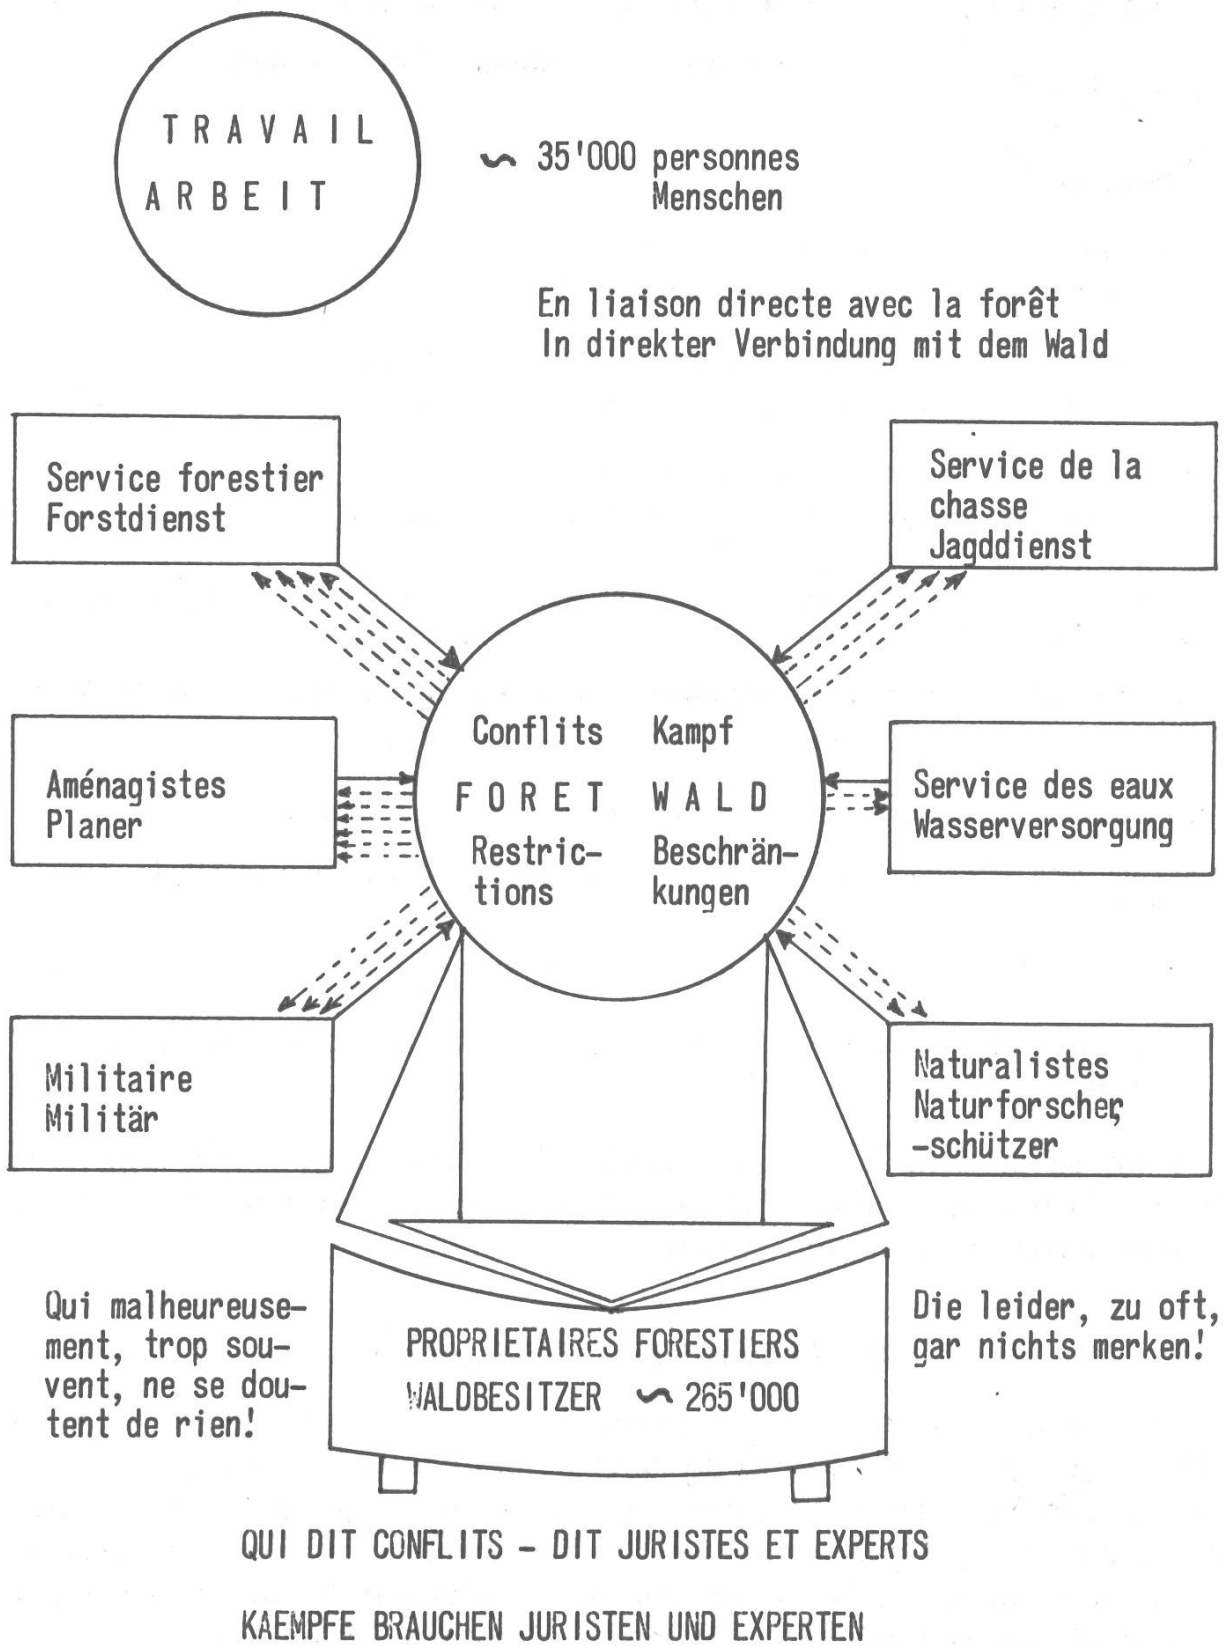 T R A V A I L
A R B E I T
~ 35'000 personnes
Menschen
En liaison directe avec la forêt
In direkter Verbindung mit dem Wald
Service forestier
Forstdienst
Service de la
chasse
Jagddienst
Conflits Kampf
F O R E T W A L D
Restric- Beschrän-
tions kungen
Aménagistes
Planer
Service des eaux
Wasserversorgung
Militaire
Militär
Naturalistes
Naturforscher,
-schützer
Qui malheureuse-
ment, trop sou-
vent, ne se dou-
tent de rien!
PROPRIETAIRES FORESTIERS
WALDBESITZER ~ 265'000
Die leider, zu oft,
gar nichts merken!
QUI DIT CONFLITS – DIT JURISTES ET EXPERTS
KAEMPFE BRAUCHEN JURISTEN UND EXPERTEN